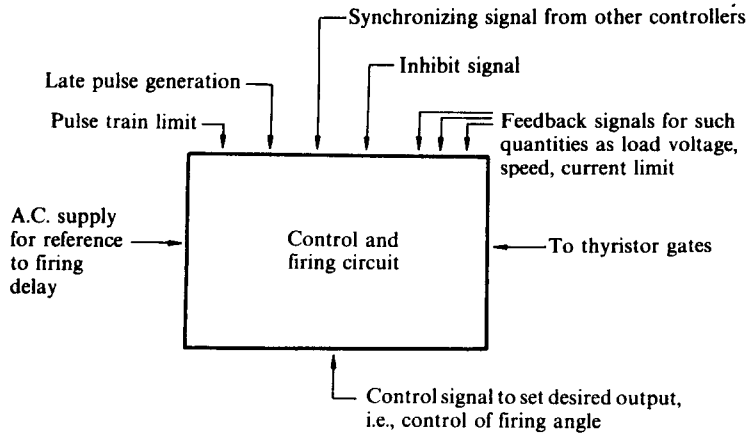 Synchronizing signal from other controllers
Late pulse generation
Inhibit signal
Pulse train limit
Feedback signals for such
quantities as load voltage,
speed, current limit
A.C. supply
for reference
to firing
delay
Control and
firing circuit
To thyristor gates
Control signal to set desired output,
i.e., control of firing angle